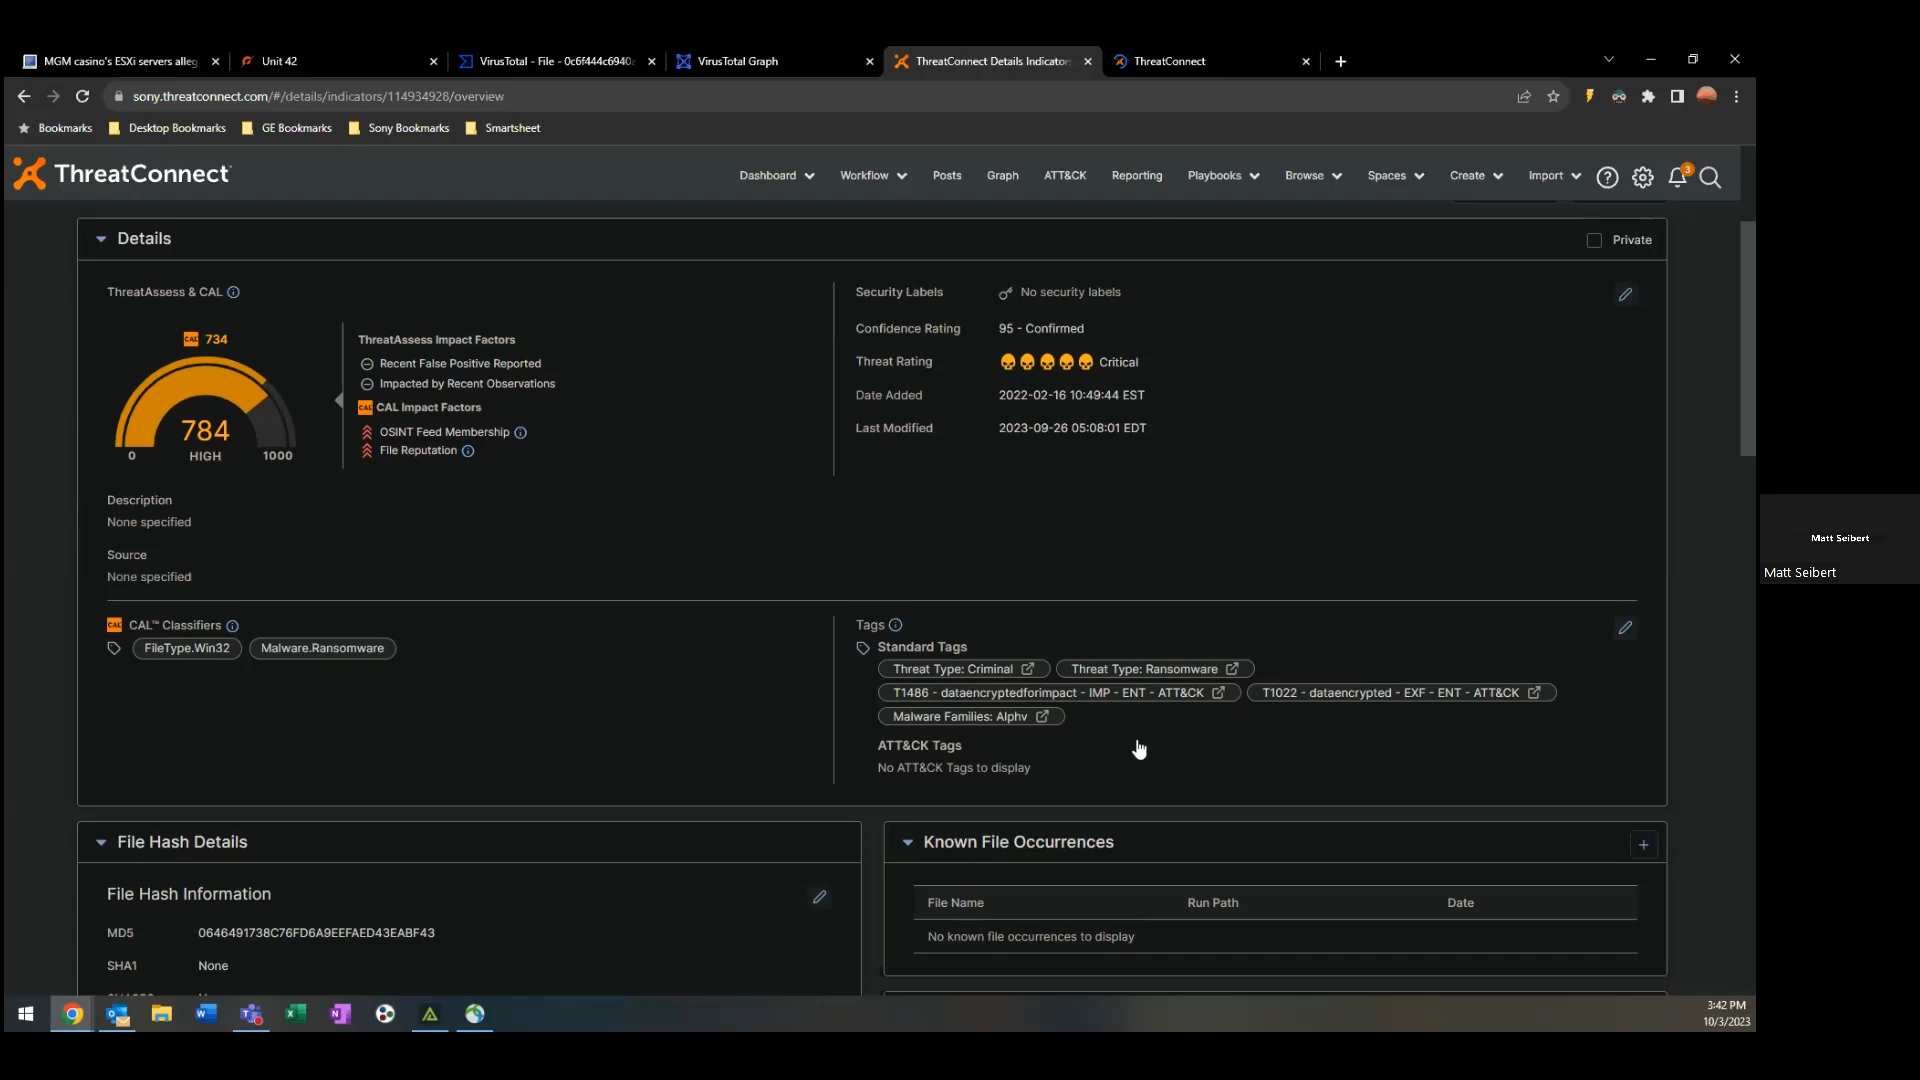 MGM casino's ESXi servers alleg
Unit 42
VirusTotal - File - 0c6f444c6940
VirusTotal Graph
ThreatConnect Details Indicators
ThreatConnect
sony.threatconnect.com/#/details/indicators/114934928/overview
Bookmarks
Desktop Bookmarks
GE Bookmarks
Sony Bookmarks
Smartsheet
ThreatConnect
Dashboard
Workflow
Posts
Graph
ATT&CK
Reporting
Playbooks
Browse
Spaces
Create
Import
3
Details
Private
ThreatAssess & CAL
CAL 734
784
0
HIGH
1000
ThreatAssess Impact Factors
Recent False Positive Reported
Impacted by Recent Observations
CAL CAL Impact Factors
OSINT Feed Membership
File Reputation
Security Labels
No security labels
Confidence Rating
95 - Confirmed
Threat Rating
Critical
Date Added
2022-02-16 10:49:44 EST
Last Modified
2023-09-26 05:08:01 EDT
Description
None specified
Source
None specified
CAL CAL™ Classifiers
FileType.Win32
Malware.Ransomware
Tags
Standard Tags
Threat Type: Criminal
Threat Type: Ransomware
T1486 - dataencryptedforimpact - IMP - ENT - ATT&CK
T1022 - dataencrypted - EXF - ENT - ATT&CK
Malware Families: Alphv
ATT&CK Tags
No ATT&CK Tags to display
File Hash Details
File Hash Information
MD5
0646491738C76FD6A9EEFAED43EABF43
SHA1
None
Known File Occurrences
File Name
Run Path
Date
No known file occurrences to display
Matt Seibert
Matt Seibert
3:42 PM
10/3/2023